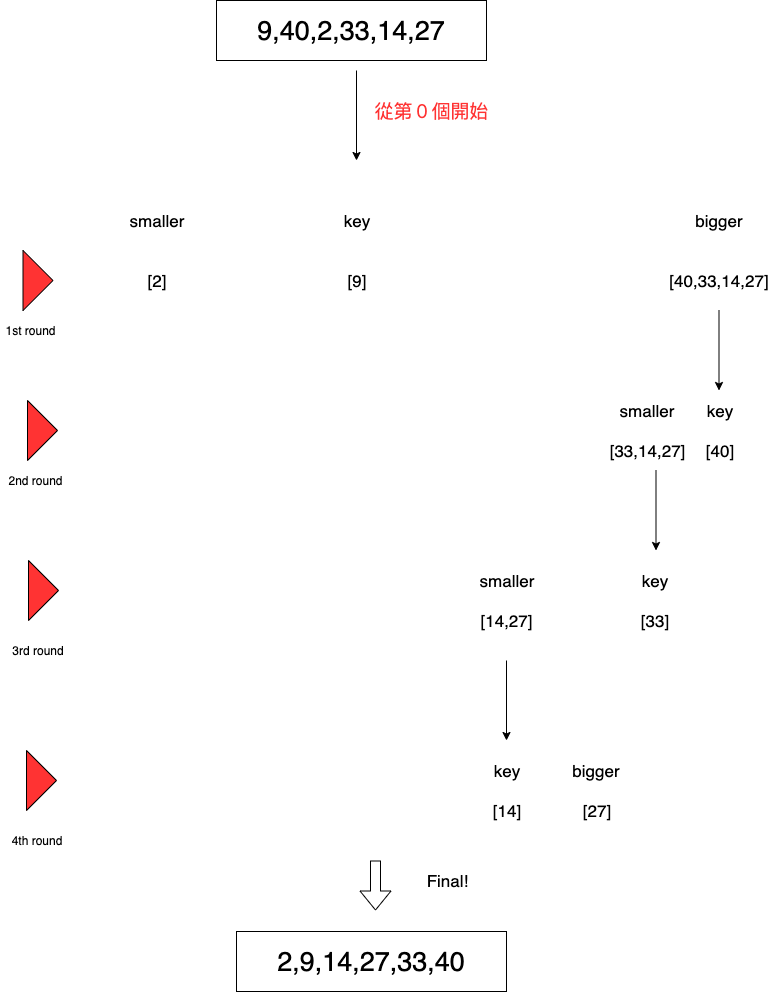 9,40,2,33,14,27
從第 0 個開始
smaller key bigger
[2] [9] [40,33,14,27]
1st round
smaller key
[33,14,27] [40]
2nd round
smaller key
[14,27] [33]
3rd round
key bigger
[14] [27]
4th round
Final!
2,9,14,27,33,40